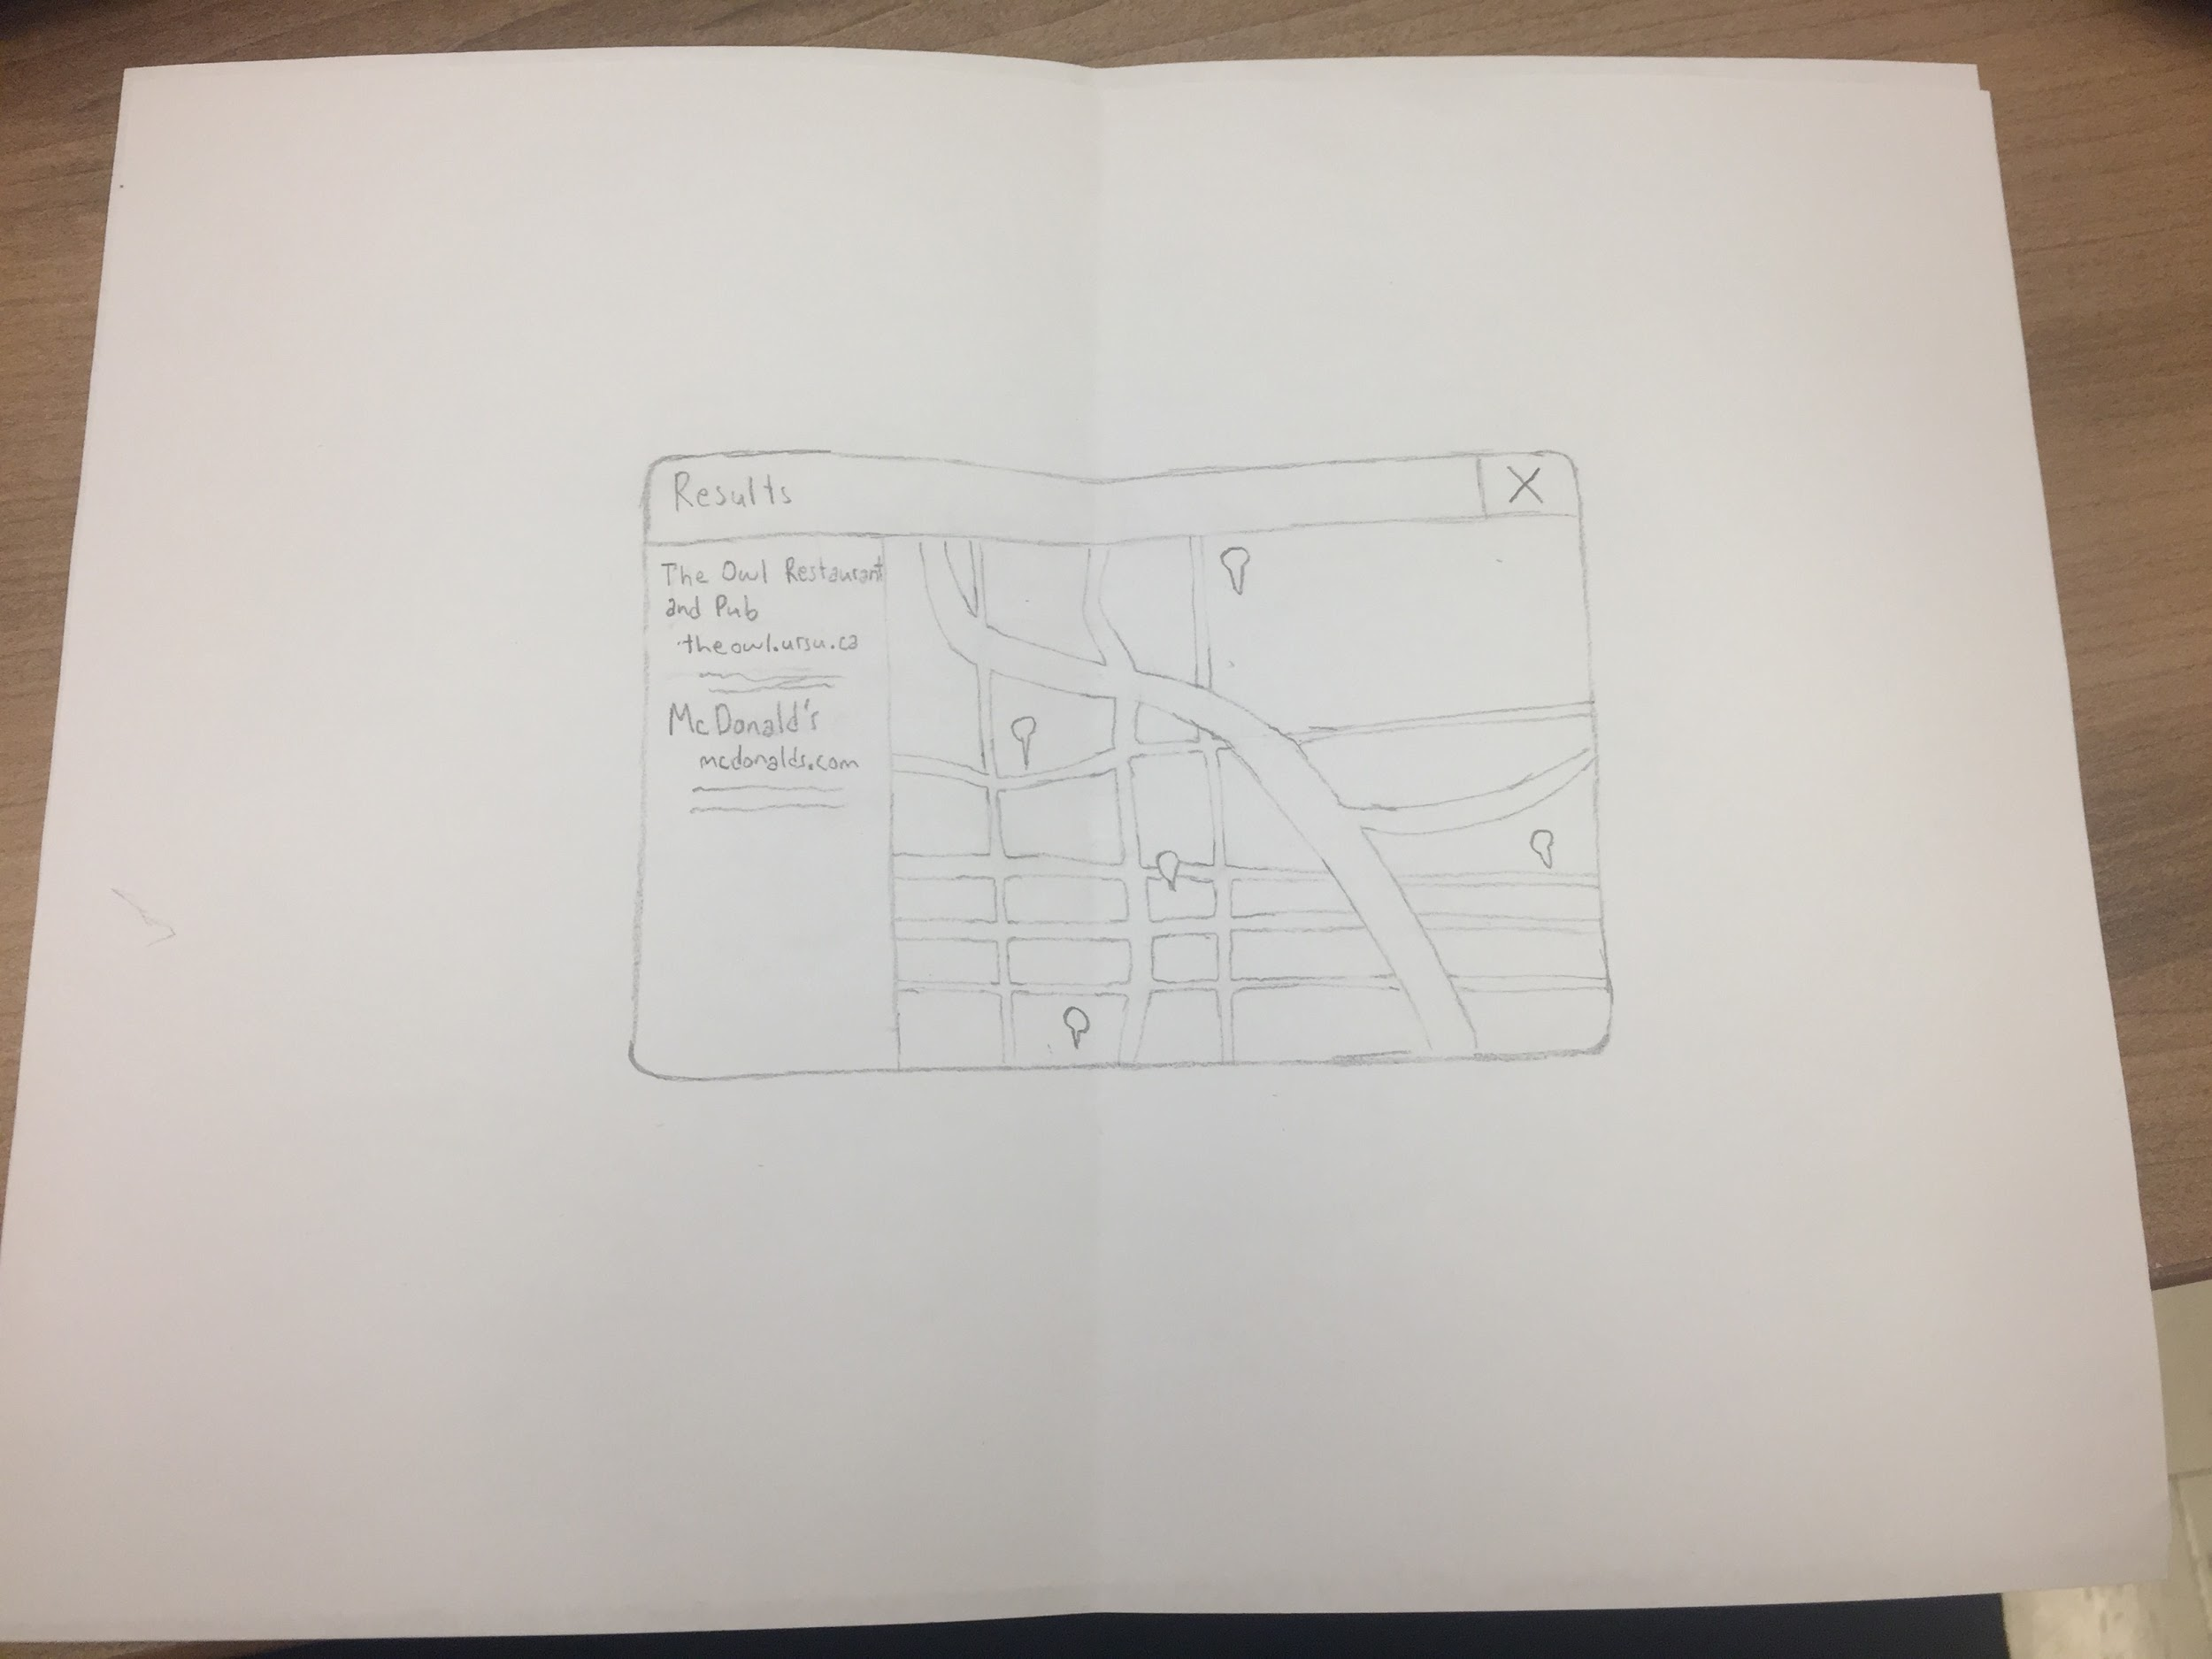 Results
X
The Owl Restaurant
and Pub
theowl.ursu.ca
McDonald's
mcdonalds.com